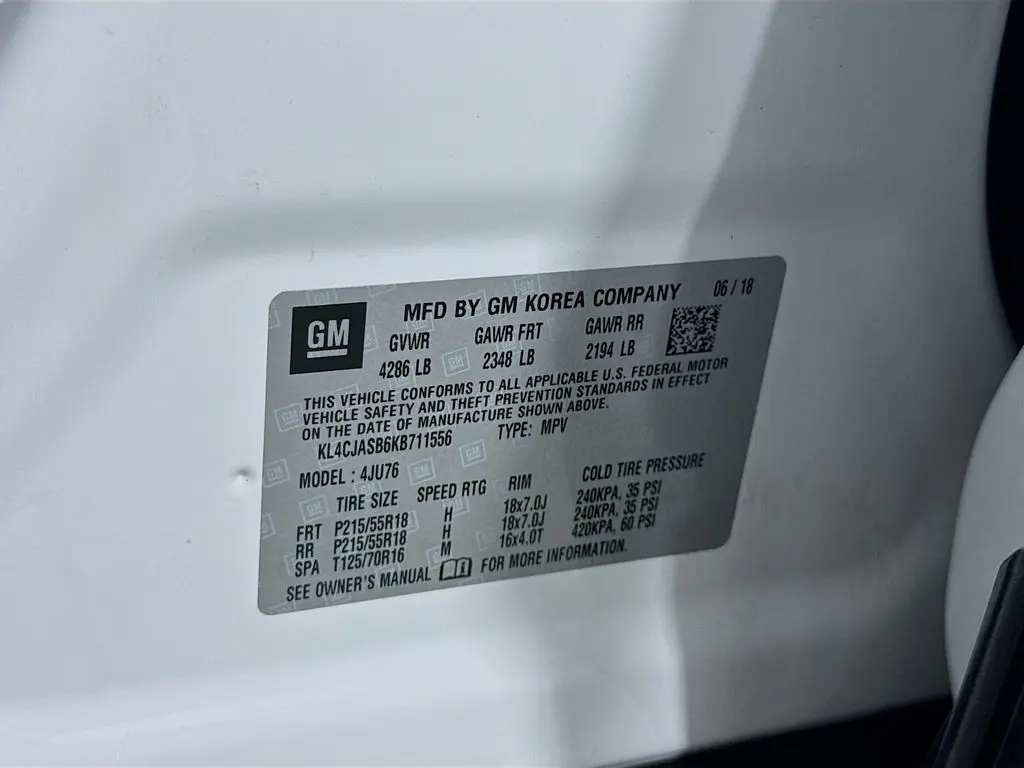 MFD BY GM KOREA COMPANY 06 / 18
GM
GVWR GAWR FRT GAWR RR
4286 LB 2348 LB 2194 LB
THIS VEHICLE CONFORMS TO ALL APPLICABLE U.S. FEDERAL MOTOR
VEHICLE SAFETY AND THEFT PREVENTION STANDARDS IN EFFECT
ON THE DATE OF MANUFACTURE SHOWN ABOVE.
KL4CJASB6KB711556 TYPE: MPV
MODEL : 4JU76
TIRE SIZE SPEED RTG RIM COLD TIRE PRESSURE
FRT P215/55R18 H 18x7.0J 240KPA, 35 PSI
RR P215/55R18 H 18x7.0J 240KPA, 35 PSI
SPA T125/70R16 M 16x4.0T 420KPA, 60 PSI
SEE OWNER'S MANUAL FOR MORE INFORMATION.